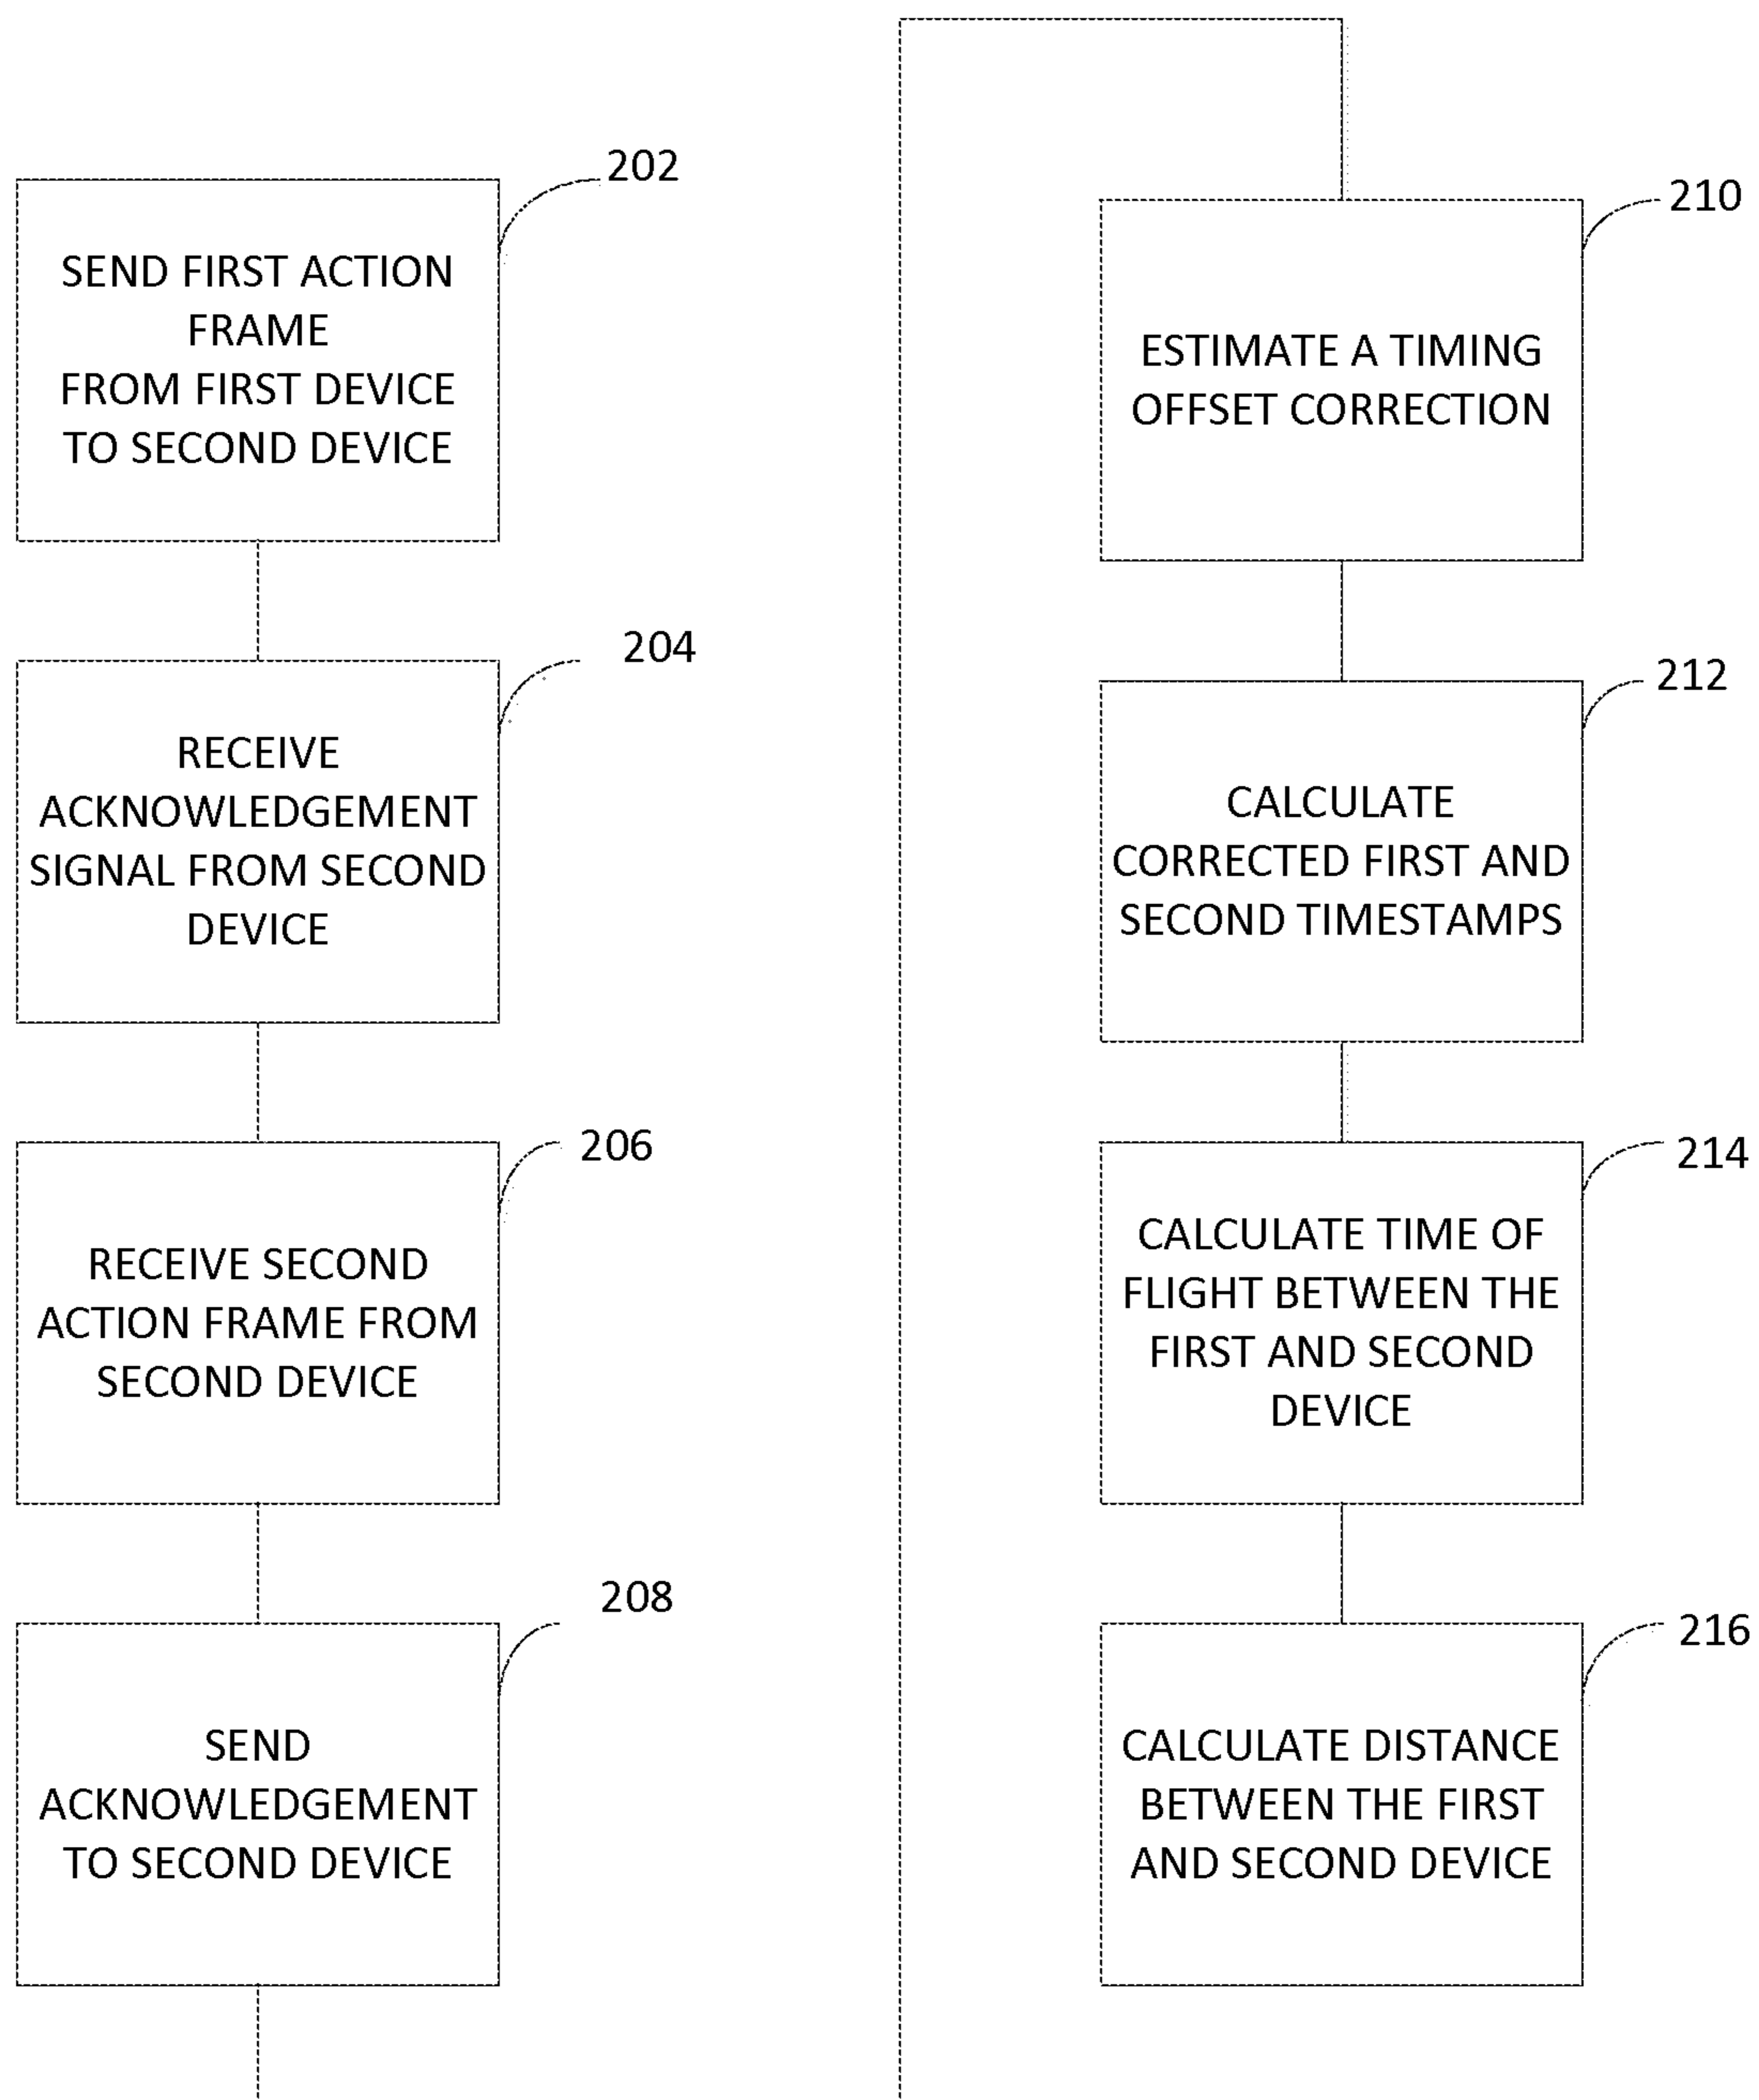 202
SEND FIRST ACTION
FRAME
FROM FIRST DEVICE
TO SECOND DEVICE
204
RECEIVE
ACKNOWLEDGEMENT
SIGNAL FROM SECOND
DEVICE
206
RECEIVE SECOND
ACTION FRAME FROM
SECOND DEVICE
208
SEND
ACKNOWLEDGEMENT
TO SECOND DEVICE
210
ESTIMATE A TIMING
OFFSET CORRECTION
212
CALCULATE
CORRECTED FIRST AND
SECOND TIMESTAMPS
214
CALCULATE TIME OF
FLIGHT BETWEEN THE
FIRST AND SECOND
DEVICE
216
CALCULATE DISTANCE
BETWEEN THE FIRST
AND SECOND DEVICE